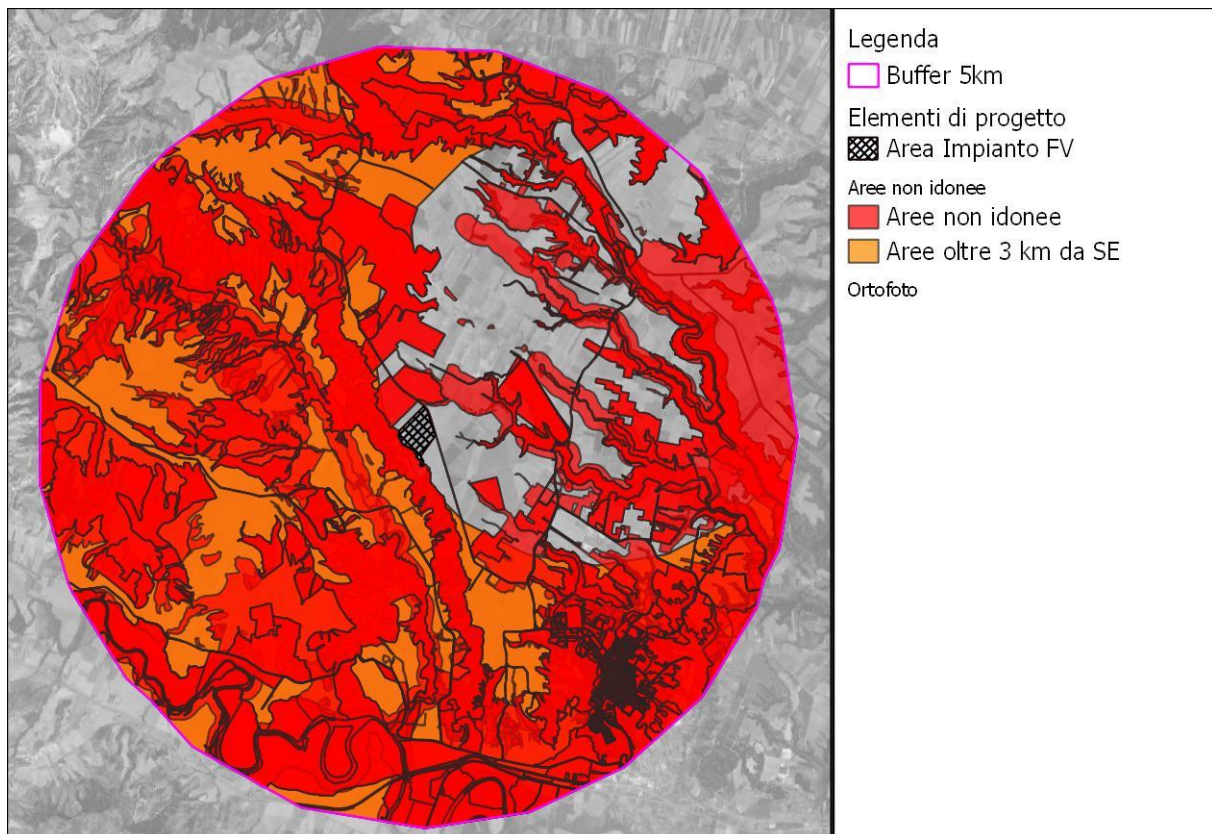 Legenda
Buffer 5km
Elementi di progetto
Area Impianto FV
Aree non idonee
Aree non idonee
Aree oltre 3 km da SE
Ortofoto